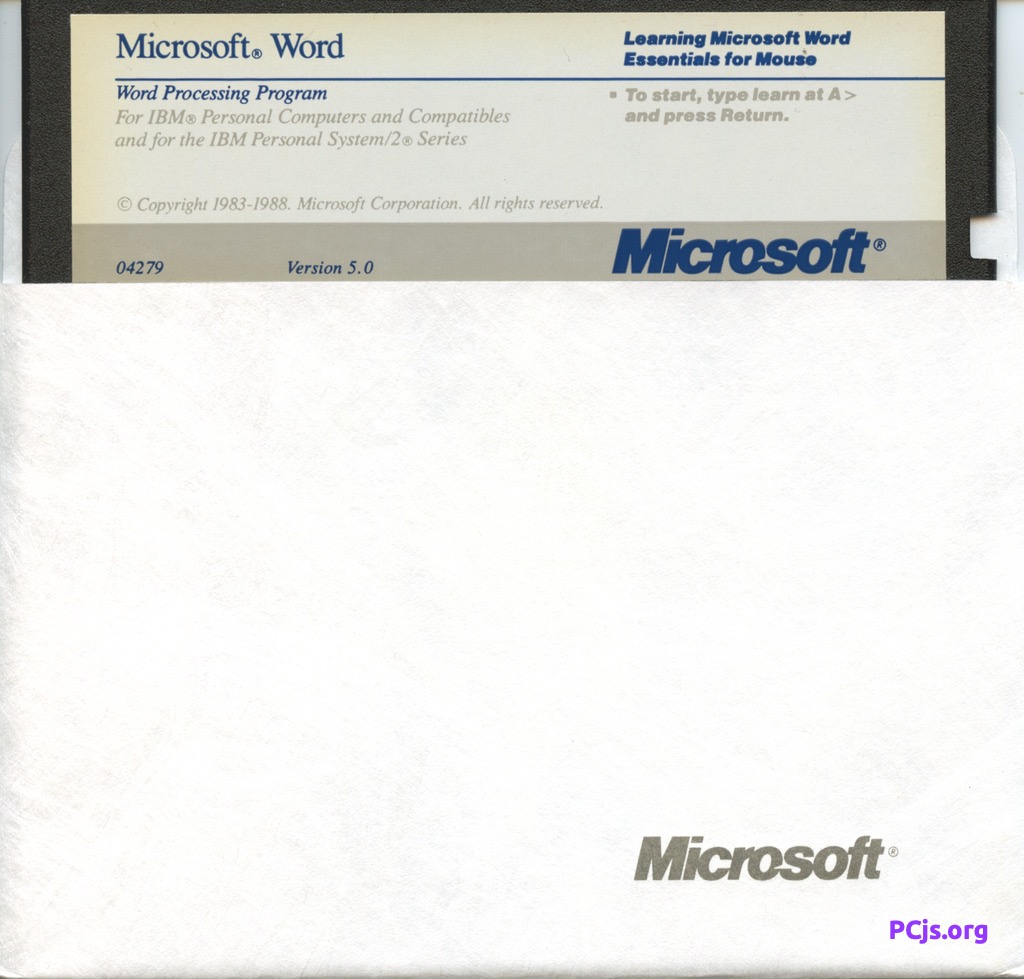 Microsoft® Word
Learning Microsoft Word
Essentials for Mouse
Word Processing Program
For IBM® Personal Computers and Compatibles
and for the IBM Personal System/2® Series
▪ To start, type learn at A>
and press Return.
© Copyright 1983-1988. Microsoft Corporation. All rights reserved.
04279 Version 5.0
Microsoft®
Microsoft®
PCjs.org